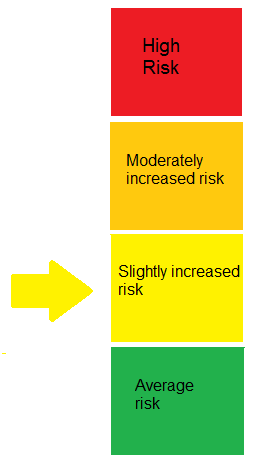 High
Risk
Moderately
increased risk
Slightly increased
risk
Average
risk